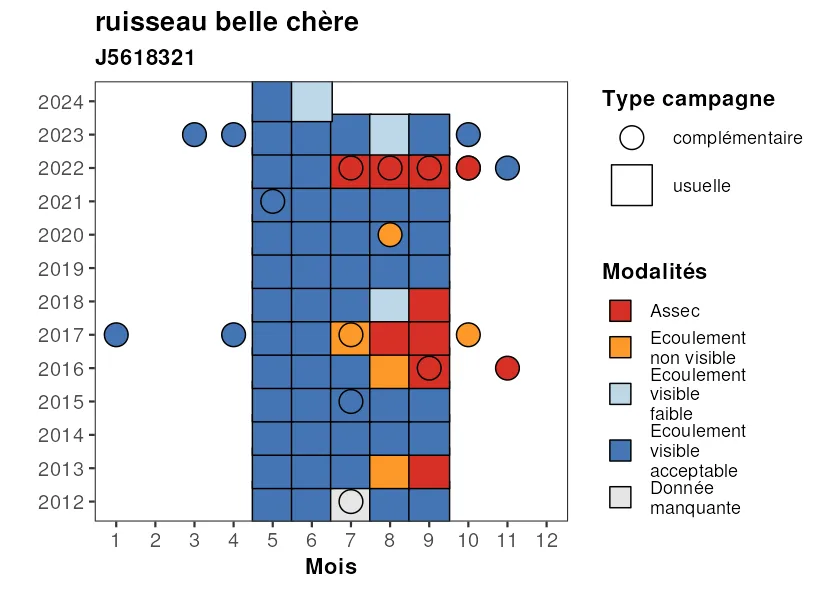 ruisseau belle chère
J5618321
2024
2023
2022
2021
2020
2019
2018
2017
2016
2015
2014
2013
2012
1 2 3 4 5 6 7 8 9 10 11 12
Mois
Type campagne
complémentaire
usuelle
Modalités
Assec
Ecoulement
non visible
Ecoulement
visible
faible
Ecoulement
visible
acceptable
Donnée
manquante